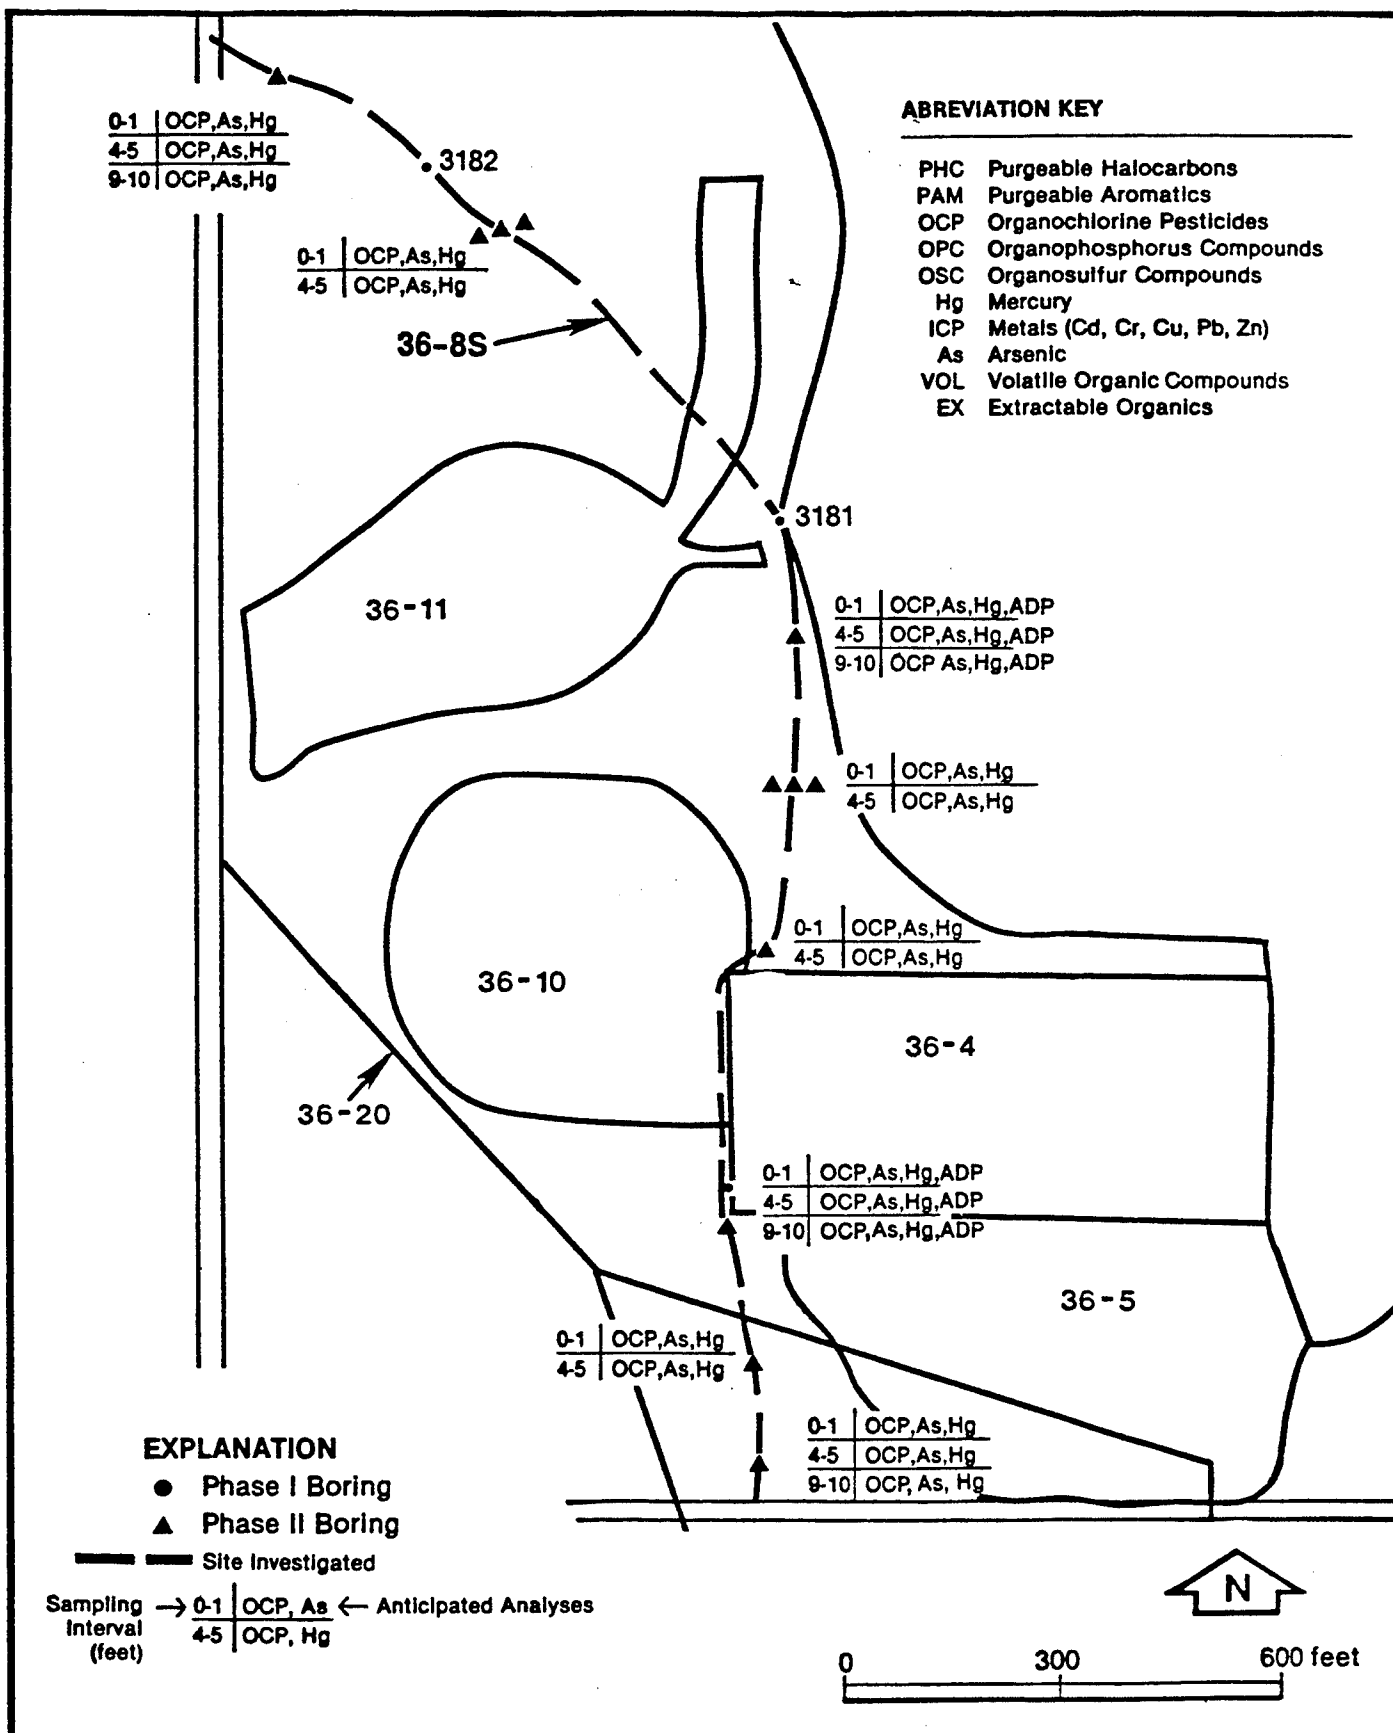 ABREVIATION KEY
PHC Purgeable Halocarbons
PAM Purgeable Aromatics
OCP Organochlorine Pesticides
OPC Organophosphorus Compounds
OSC Organosulfur Compounds
Hg Mercury
ICP Metals (Cd, Cr, Cu, Pb, Zn)
As Arsenic
VOL Volatile Organic Compounds
EX Extractable Organics
0-1 OCP,As,Hg
4-5 OCP,As,Hg
9-10 OCP,As,Hg
3182
0-1 OCP,As,Hg
4-5 OCP,As,Hg
36-8S
3181
36-11
0-1 OCP,As,Hg,ADP
4-5 OCP,As,Hg,ADP
9-10 OCP As,Hg,ADP
0-1 OCP,As,Hg
4-5 OCP,As,Hg
0-1 OCP,As,Hg
4-5 OCP,As,Hg
36-10
36-4
36-20
0-1 OCP,As,Hg,ADP
4-5 OCP,As,Hg,ADP
9-10 OCP,As,Hg,ADP
36-5
0-1 OCP,As,Hg
4-5 OCP,As,Hg
0-1 OCP,As,Hg
4-5 OCP,As,Hg
9-10 OCP, As, Hg
EXPLANATION
Phase I Boring
Phase II Boring
Site Investigated
Sampling Interval (feet)
0-1 OCP, As
4-5 OCP, Hg
Anticipated Analyses
N
0 300 600 feet